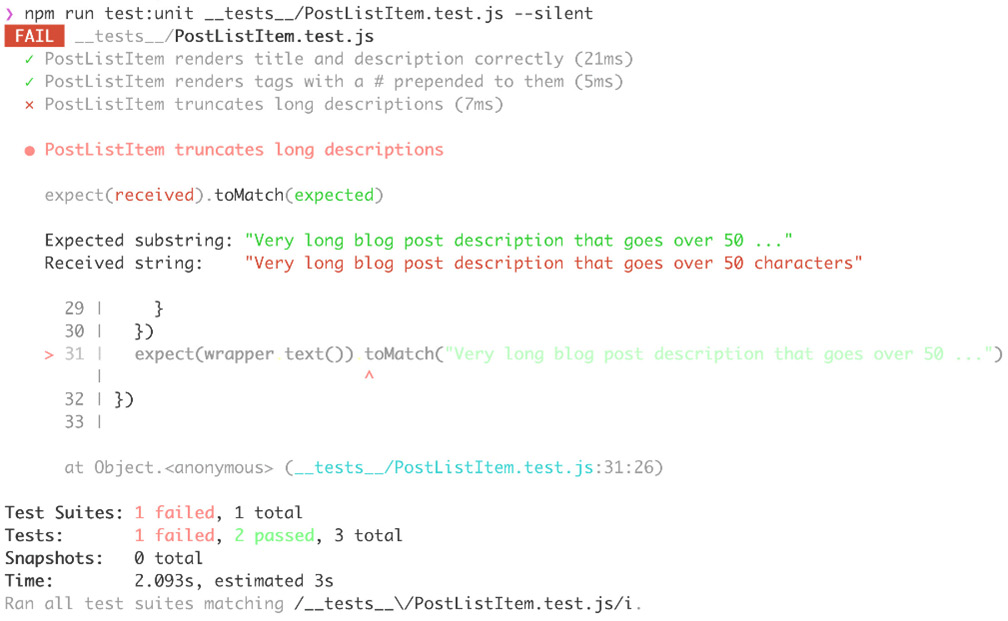 ❯ npm run test:unit __tests__/PostListItem.test.js --silent
FAIL __tests__/PostListItem.test.js
✓ PostListItem renders title and description correctly (21ms)
✓ PostListItem renders tags with a # prepended to them (5ms)
✕ PostListItem truncates long descriptions (7ms)
● PostListItem truncates long descriptions
expect(received).toMatch(expected)
Expected substring: "Very long blog post description that goes over 50 ..."
Received string: "Very long blog post description that goes over 50 characters"
29 | }
30 | })
> 31 | expect(wrapper text()) toMatch("Very long blog post description that goes over 50 ...")
| ^
32 | })
33 |
at Object.<anonymous> (__tests__/PostListItem.test.js:31:26)
Test Suites: 1 failed, 1 total
Tests: 1 failed, 2 passed, 3 total
Snapshots: 0 total
Time: 2.093s, estimated 3s
Ran all test suites matching /__tests__\/PostListItem.test.js/i.